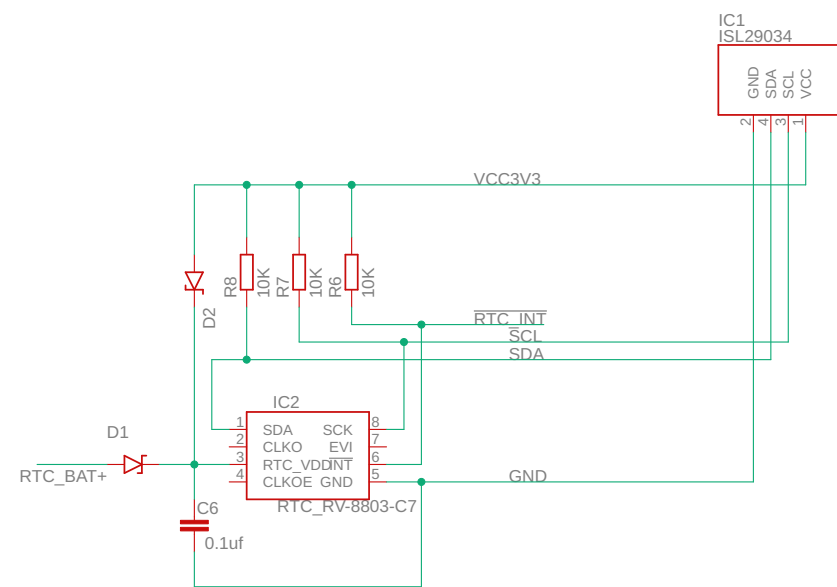 IC1
ISL29034
GND
SDA
SCL
VCC
2
4
3
1
VCC3V3
R8
10K
R7
10K
R6
10K
D2
RTC_INT
SCL
SDA
IC2
D1
1 SDA SCK 8
2 CLKO EVI 7
3 RTC_VDD INT 6
4 CLKOE GND 5
RTC_BAT+
GND
RTC_RV-8803-C7
C6
0.1uf